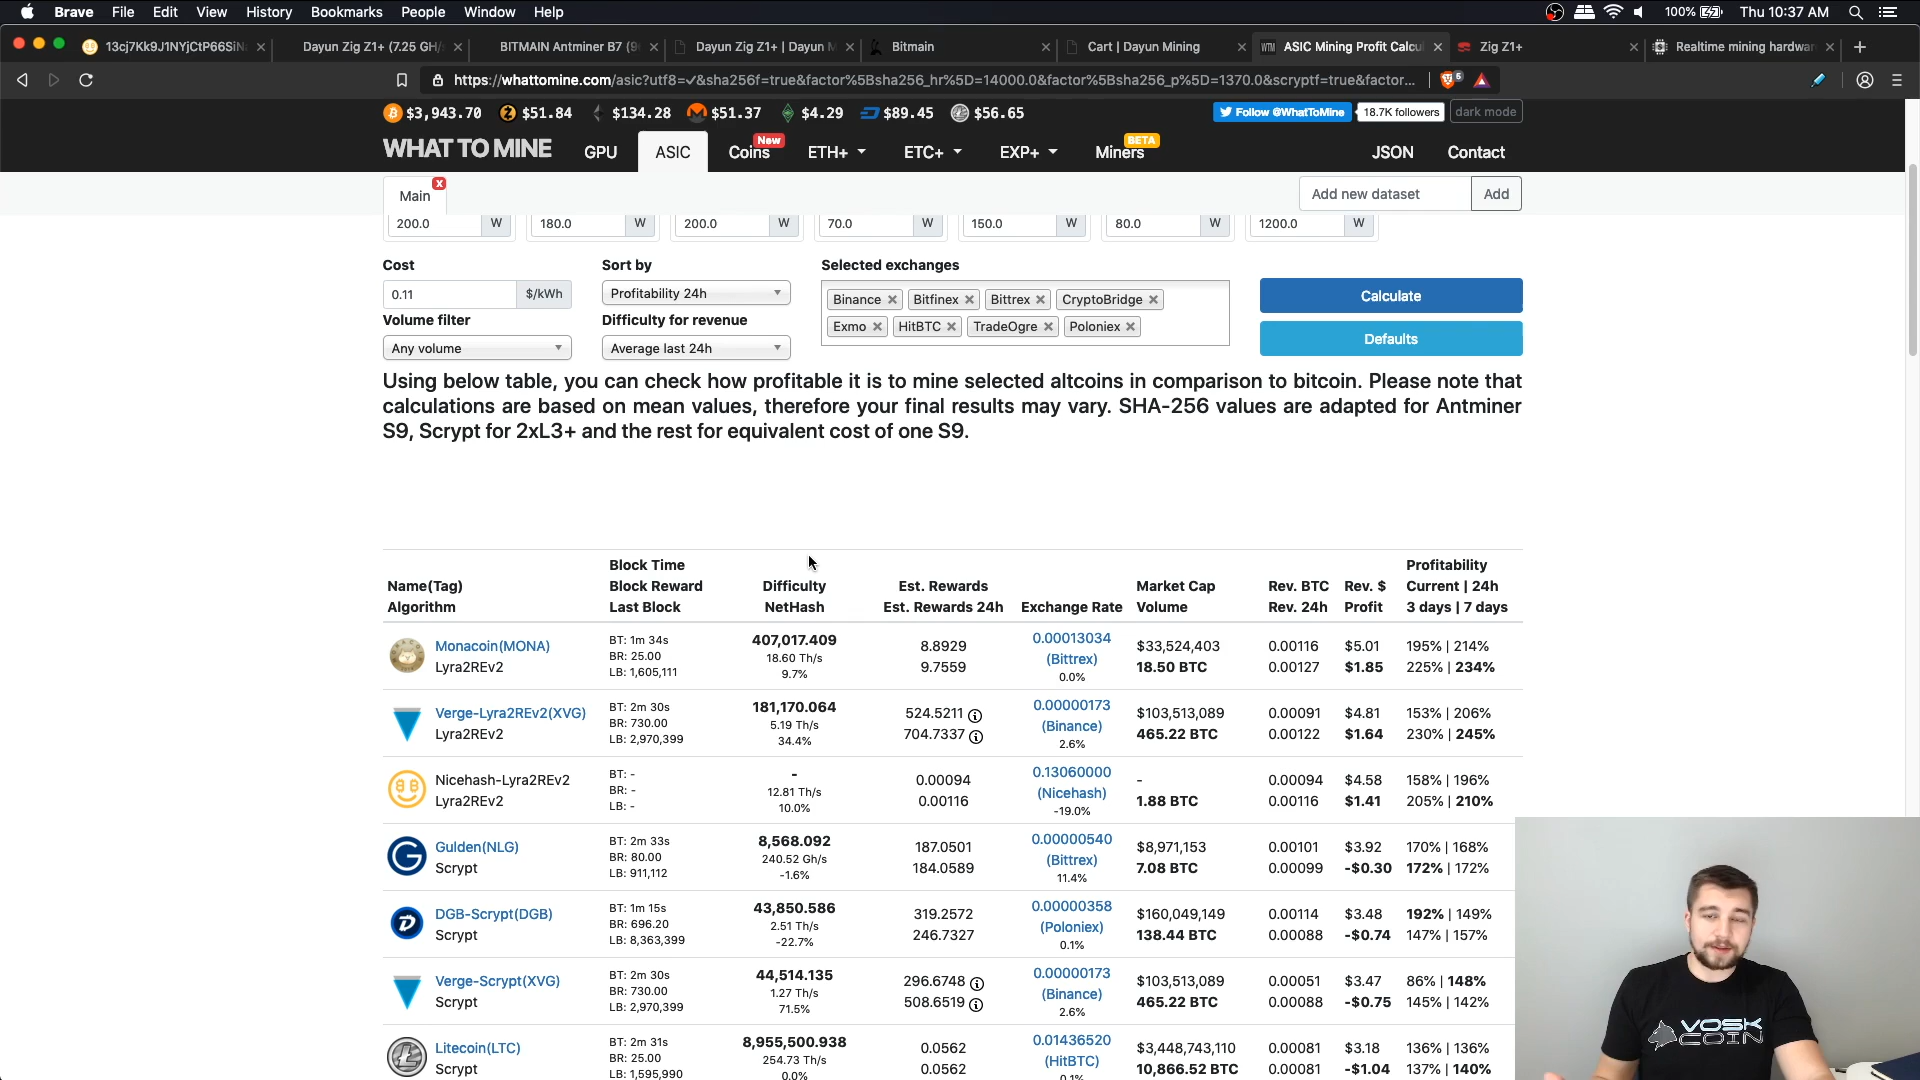 Brave File Edit View History Bookmarks People Window Help 100% Thu 10:37 AM
13cj7Kk9J1NYjCtP66SiN Dayun Zig Z1+ (7.25 GH/ BITMAIN Antminer B7 (9 Dayun Zig Z1+ | Dayun M Bitmain Cart | Dayun Mining ASIC Mining Profit Calcu Zig Z1+ Realtime mining hardwar
https://whattomine.com/asic?utf8=✓&sha256f=true&factor%5Bsha256_hr%5D=14000.0&factor%5Bsha256_p%5D=1370.0&scryptf=true&factor... 5
$3,943.70 $51.84 $134.28 $51.37 $4.29 $89.45 $56.65 Follow @WhatToMine 18.7K followers dark mode
WHAT TO MINE GPU ASIC Coins New ETH+ ETC+ EXP+ Miners BETA JSON Contact
Main x Add new dataset Add
200.0 W 180.0 W 200.0 W 70.0 W 150.0 W 80.0 W 1200.0 W
Cost Sort by Selected exchanges
0.11 $/kWh Profitability 24h Binance Bitfinex Bittrex CryptoBridge Calculate
Volume filter Difficulty for revenue Exmo HitBTC TradeOgre Poloniex Defaults
Any volume Average last 24h
Using below table, you can check how profitable it is to mine selected altcoins in comparison to bitcoin. Please note that
calculations are based on mean values, therefore your final results may vary. SHA-256 values are adapted for Antminer
S9, Scrypt for 2xL3+ and the rest for equivalent cost of one S9.
Block Time Profitability
Name(Tag) Block Reward Difficulty Est. Rewards Market Cap Rev. BTC Rev. $ Current | 24h
Algorithm Last Block NetHash Est. Rewards 24h Exchange Rate Volume Rev. 24h Profit 3 days | 7 days
Monacoin(MONA) BT: 1m 34s 407,017.409 8.8929 0.00013034 $33,524,403 0.00116 $5.01 195% | 214%
Lyra2REv2 BR: 25.00 18.60 Th/s 9.7559 (Bittrex) 18.50 BTC 0.00127 $1.85 225% | 234%
LB: 1,605,111 9.7% 0.0%
Verge-Lyra2REv2(XVG) BT: 2m 30s 181,170.064 524.5211 0.00000173 $103,513,089 0.00091 $4.81 153% | 206%
Lyra2REv2 BR: 730.00 5.19 Th/s 704.7337 (Binance) 465.22 BTC 0.00122 $1.64 230% | 245%
LB: 2,970,399 34.4% 2.6%
Nicehash-Lyra2REv2 BT: - - 0.00094 0.13060000 - 0.00094 $4.58 158% | 196%
Lyra2REv2 BR: - 12.81 Th/s 0.00116 (Nicehash) 1.88 BTC 0.00116 $1.41 205% | 210%
LB: - 10.0% -19.0%
Gulden(NLG) BT: 2m 33s 8,568.092 187.0501 0.00000540 $8,971,153 0.00101 $3.92 170% | 168%
Scrypt BR: 80.00 240.52 Gh/s 184.0589 (Bittrex) 7.08 BTC 0.00099 -$0.30 172% | 172%
LB: 911,112 -1.6% 11.4%
DGB-Scrypt(DGB) BT: 1m 15s 43,850.586 319.2572 0.00000358 $160,049,149 0.00114 $3.48 192% | 149%
Scrypt BR: 696.20 2.51 Th/s 246.7327 (Poloniex) 138.44 BTC 0.00088 -$0.74 147% | 157%
LB: 8,363,399 -22.7% 0.1%
Verge-Scrypt(XVG) BT: 2m 30s 44,514.135 296.6748 0.00000173 $103,513,089 0.00051 $3.47 86% | 148%
Scrypt BR: 730.00 1.27 Th/s 508.6519 (Binance) 465.22 BTC 0.00088 -$0.75 145% | 142%
LB: 2,970,399 71.5% 2.6%
Litecoin(LTC) BT: 2m 31s 8,955,500.938 0.0562 0.01436520 $3,448,743,110 0.00081 $3.18 136% | 136%
Scrypt BR: 25.00 254.73 Th/s 0.0562 (HitBTC) 10,866.52 BTC 0.00081 -$1.04 137% | 140%
LB: 1,595,990 0.0% 0.1%
VOSK
COIN